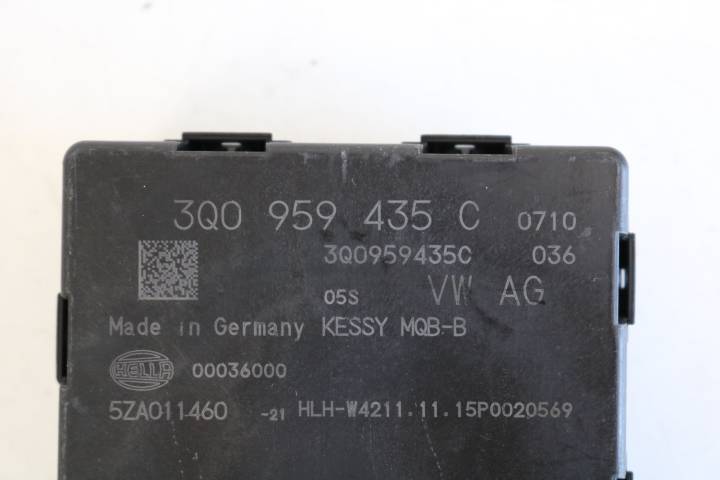 3Q0 959 435 C 0710
3Q0959435C 036
05S VW AG
Made in Germany KESSY MQB-B
HELLA 00036000
5ZA011460 -21 HLH-W4211.11.15P0020569